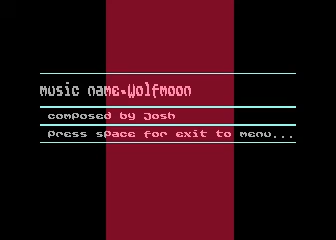 music name.Wolfmoon
composed by Josh
press space for exit to menu...